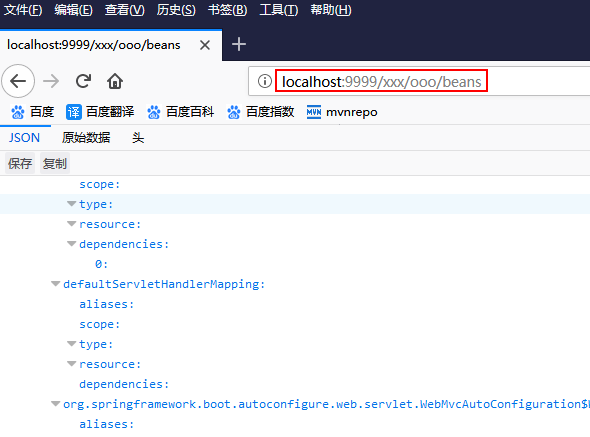 文件(F) 编辑(E) 查看(V) 历史(S) 书签(B) 工具(T) 帮助(H)
localhost:9999/xxx/ooo/beans
localhost:9999/xxx/ooo/beans
百度 译 百度翻译 百度百科 百度指数 MVN mvnrepo
JSON 原始数据 头
保存 复制
scope:
type:
resource:
dependencies:
0:
defaultServletHandlerMapping:
aliases:
scope:
type:
resource:
dependencies:
org.springframework.boot.autoconfigure.web.servlet.WebMvcAutoConfiguration$
aliases: